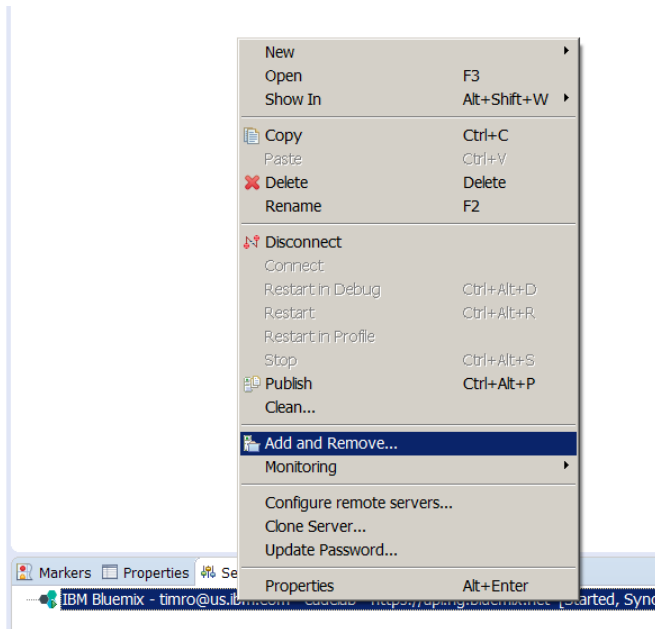 New
Open F3
Show In Alt+Shift+W
Copy Ctrl+C
Paste Ctrl+V
Delete Delete
Rename F2
Disconnect
Connect
Restart in Debug Ctrl+Alt+D
Restart Ctrl+Alt+R
Restart in Profile
Stop Ctrl+Alt+S
Publish Ctrl+Alt+P
Clean...
Add and Remove...
Monitoring
Configure remote servers...
Clone Server...
Update Password...
Properties Alt+Enter
Markers Properties Se
IBM Bluemix - timro@us.ibm.com [Started, Sync